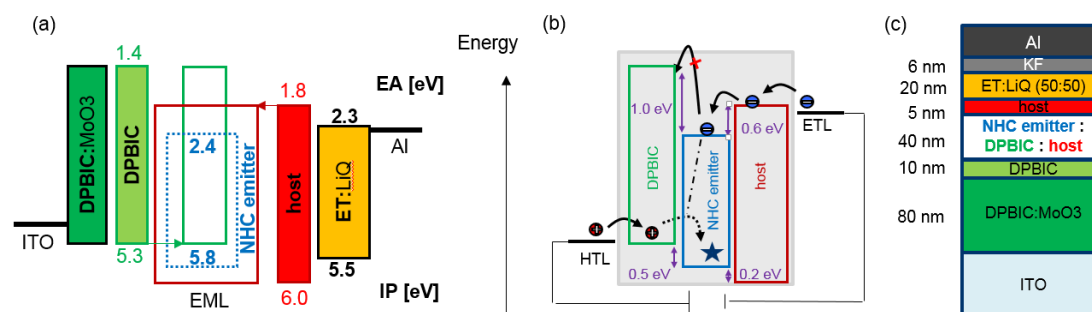 (a)
1.4
1.8
EA [eV]
2.3
DPBIC:MoO3
DPBIC
2.4
NHC emitter
host
ET:LiQ
Al
ITO
5.3
5.8
5.5
EML
6.0
IP [eV]
Energy
(b)
1.0 eV
0.6 eV
ETL
DPBIC
NHC emitter
host
HTL
0.5 eV
0.2 eV
(c)
Al
6 nm
KF
20 nm
ET:LiQ (50:50)
5 nm
host
40 nm
NHC emitter :
DPBIC : host
10 nm
DPBIC
80 nm
DPBIC:MoO3
ITO